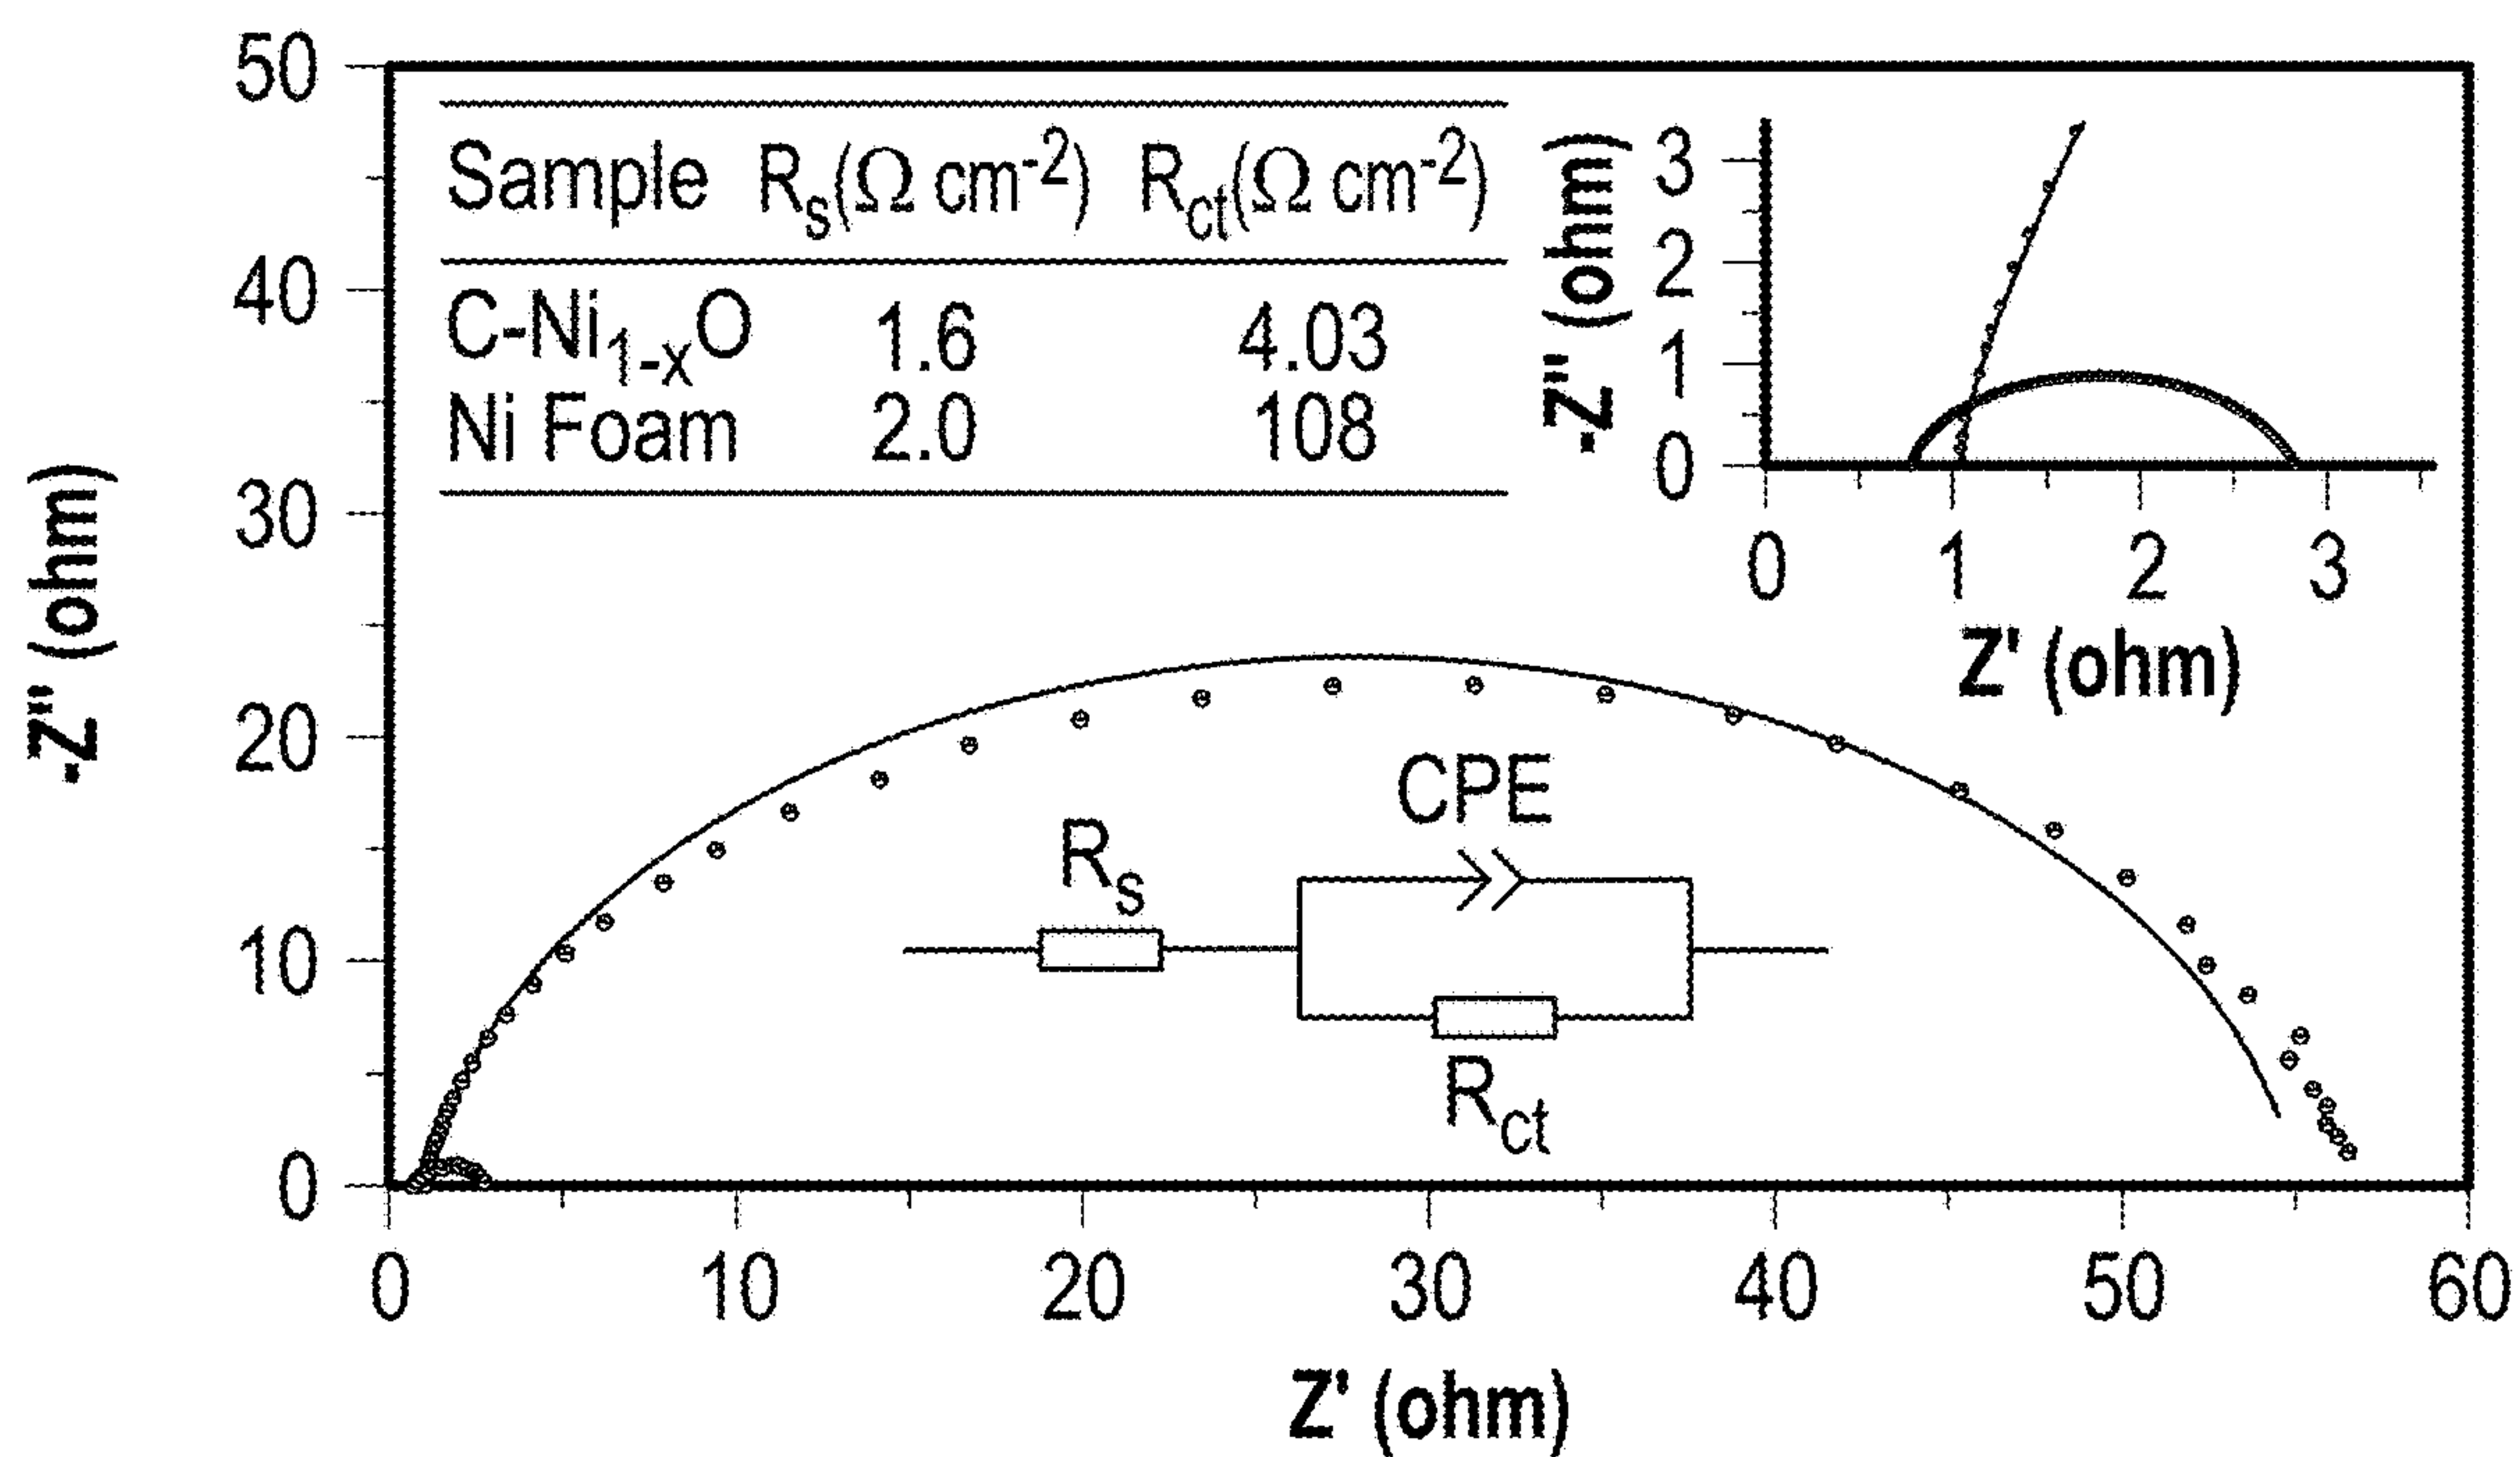 50
40
30
20
10
0
-Z" (ohm)
Sample Rs(Ω cm-2) Rct(Ω cm-2)
C-Ni1-xO 1.6 4.03
Ni Foam 2.0 108
-Z" (ohm)
3
2
1
0
0 1 2 3
Z' (ohm)
CPE
Rs
Rct
0 10 20 30 40 50 60
Z' (ohm)